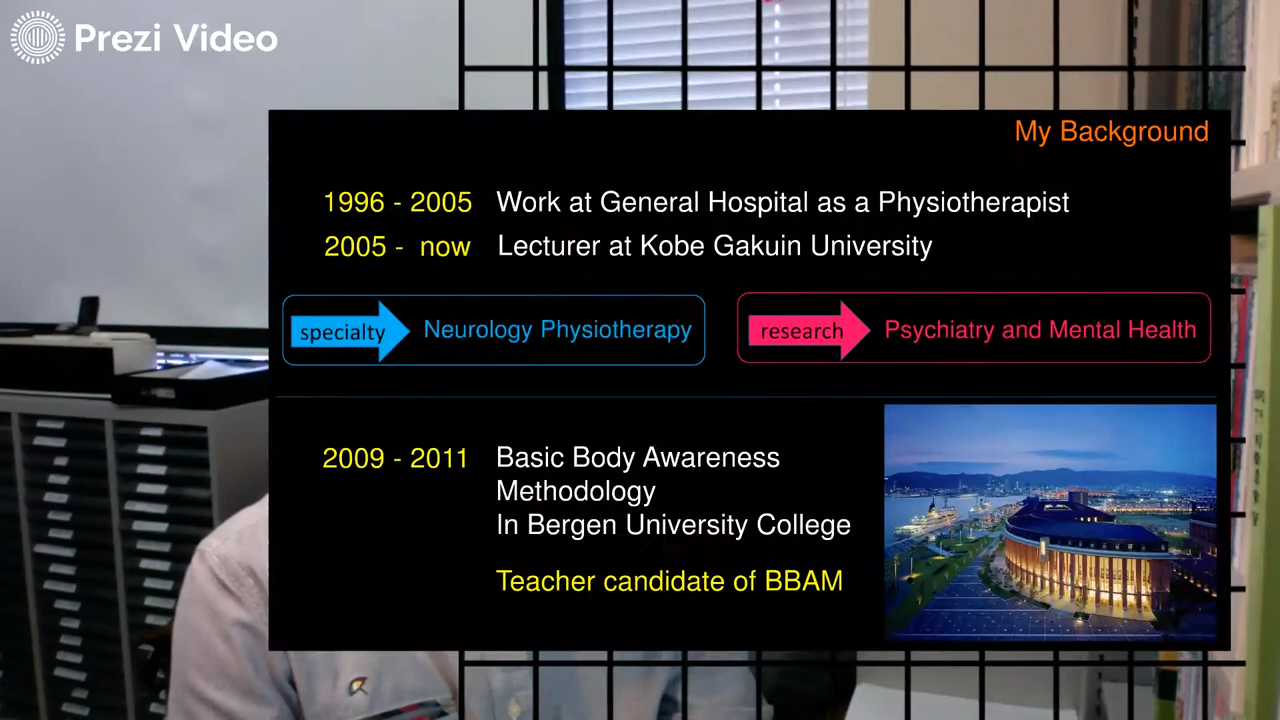 Prezi Video
My Background
1996 - 2005 Work at General Hospital as a Physiotherapist
2005 - now Lecturer at Kobe Gakuin University
specialty Neurology Physiotherapy
research Psychiatry and Mental Health
2009 - 2011 Basic Body Awareness
Methodology
In Bergen University College
Teacher candidate of BBAM